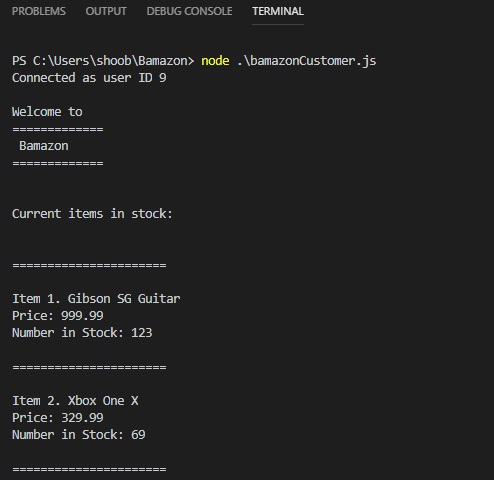 PROBLEMS OUTPUT DEBUG CONSOLE TERMINAL
PS C:\Users\shoob\Bamazon> node .\bamazonCustomer.js
Connected as user ID 9
Welcome to
=============
Bamazon
=============
Current items in stock:
======================
Item 1. Gibson SG Guitar
Price: 999.99
Number in Stock: 123
======================
Item 2. Xbox One X
Price: 329.99
Number in Stock: 69
======================